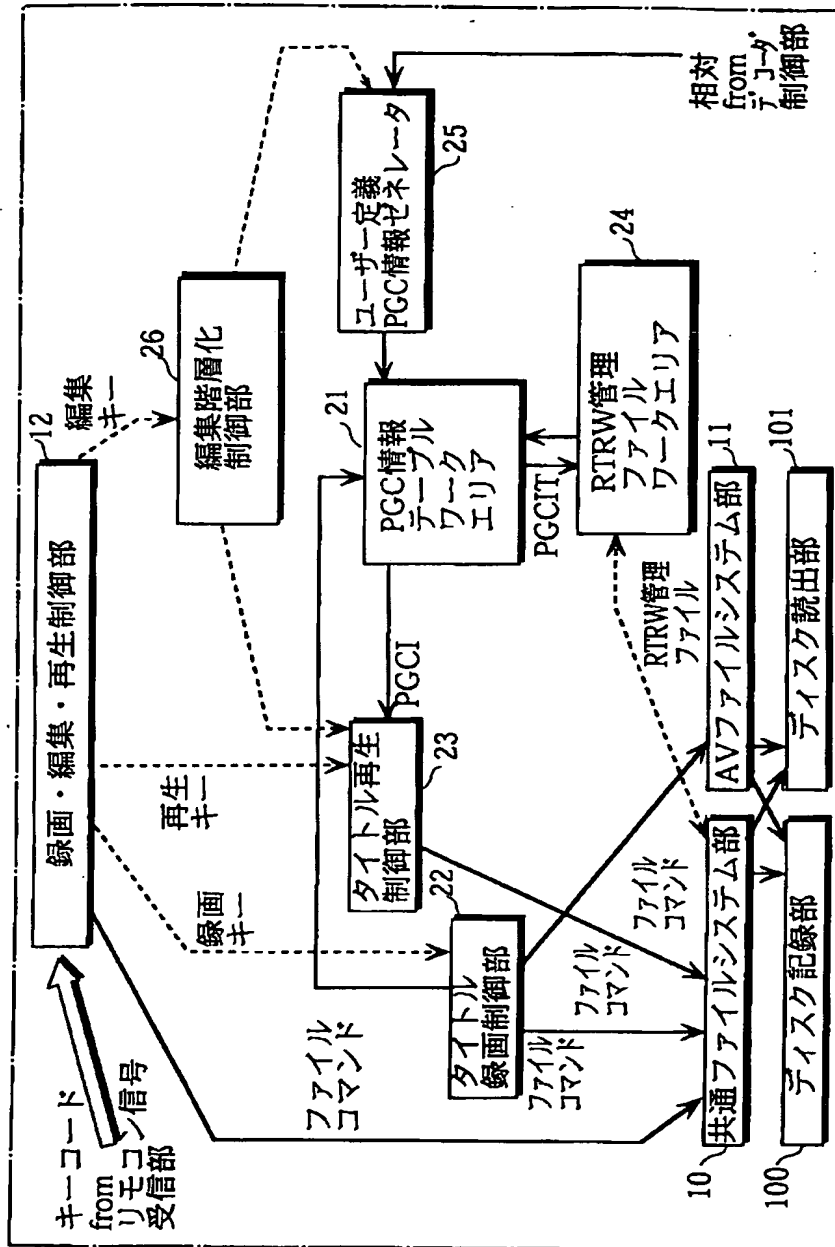 キーコード
from
リモコン信号
受信部
12
録画・編集・再生制御部
編集
キー
26
編集階層化
制御部
再生
キー
録画
キー
ファイル
コマンド
21
PGC情報
テーブル
ワーク
エリア
ユーザー定義
PGC情報ゼネレータ
25
相対
from
デコーダ
制御部
PGCI
タイトル再生
制御部
23
22
タイトル
録画制御部
PGCIT
RTRW管理
ファイル
ワークエリア
24
RTRW管理
ファイル
ファイル
コマンド
ファイル
コマンド
ファイル
コマンド
10
共通ファイルシステム部
AVファイルシステム部
11
100
ディスク記録部
ディスク読出部
101